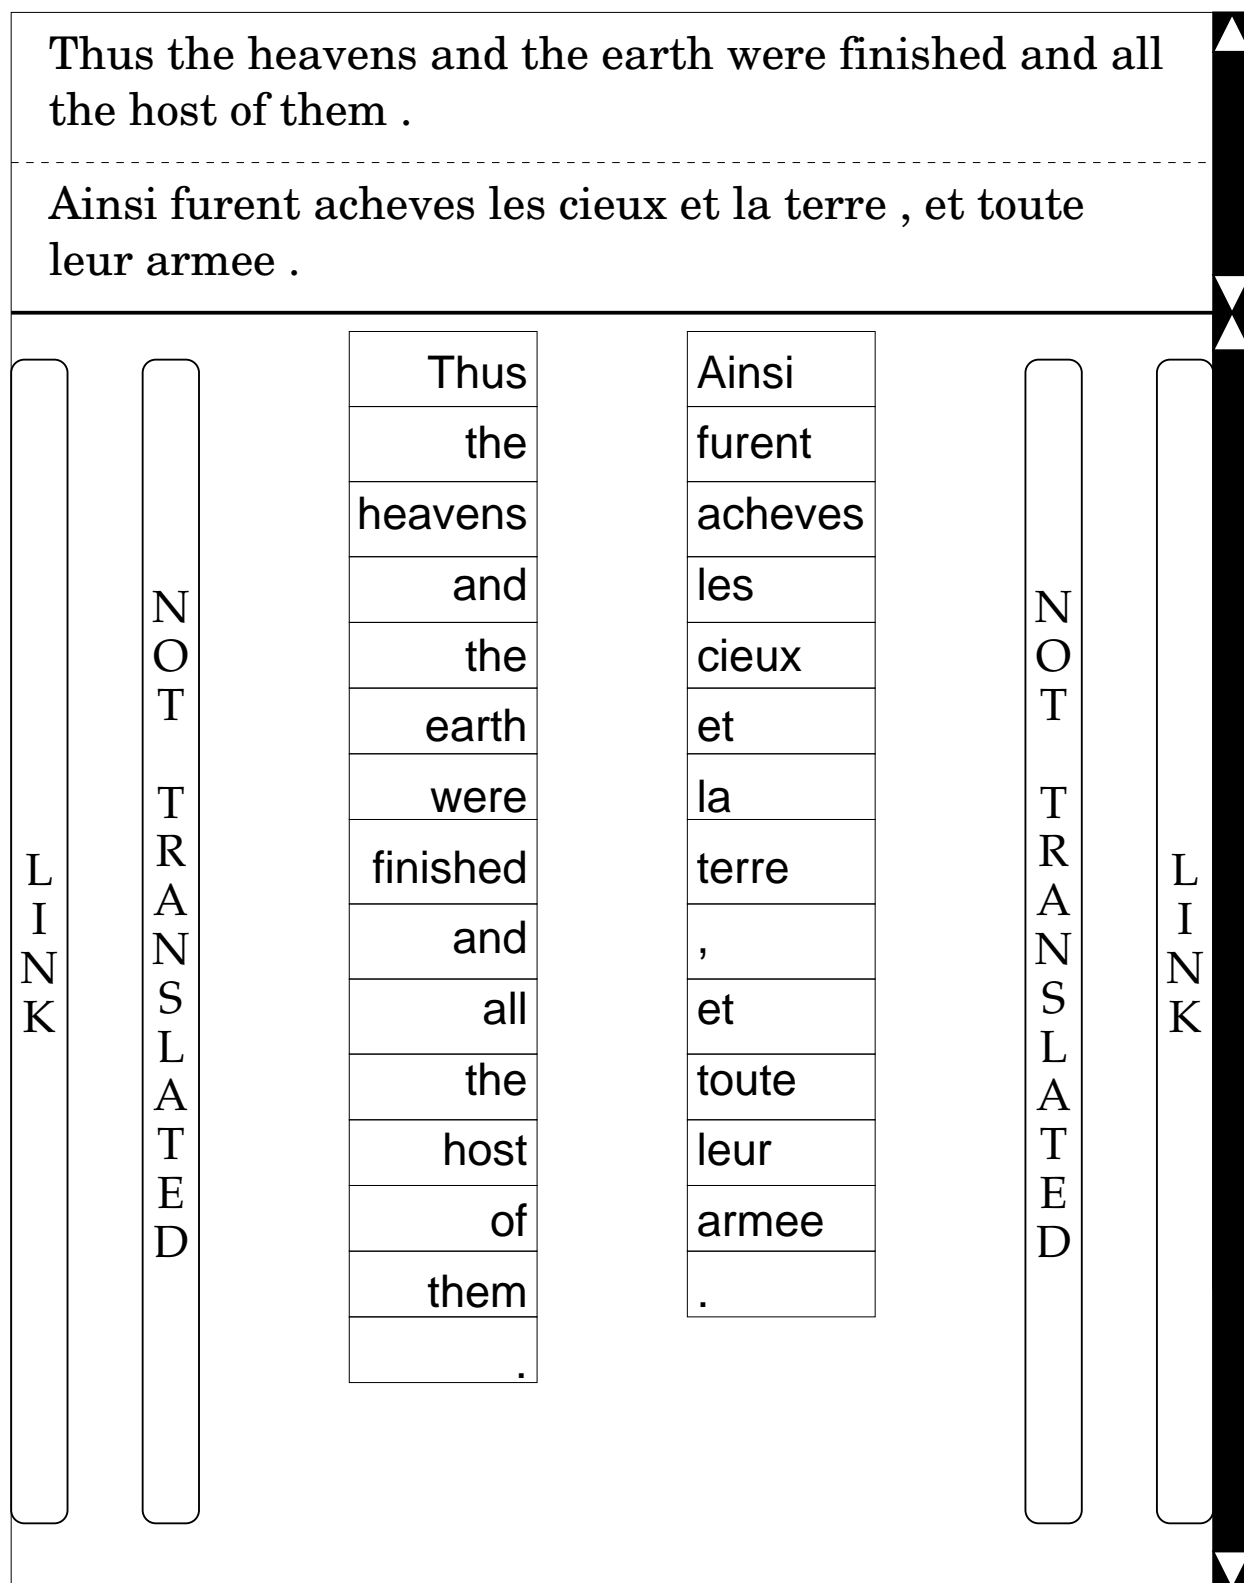 Thus the heavens and the earth were finished and all
the host of them .
Ainsi furent acheves les cieux et la terre , et toute
leur armee .
LINK
NOT TRANSLATED
Thus
the
heavens
and
the
earth
were
finished
and
all
the
host
of
them
.
Ainsi
furent
acheves
les
cieux
et
la
terre
,
et
toute
leur
armee
.
NOT TRANSLATED
LINK